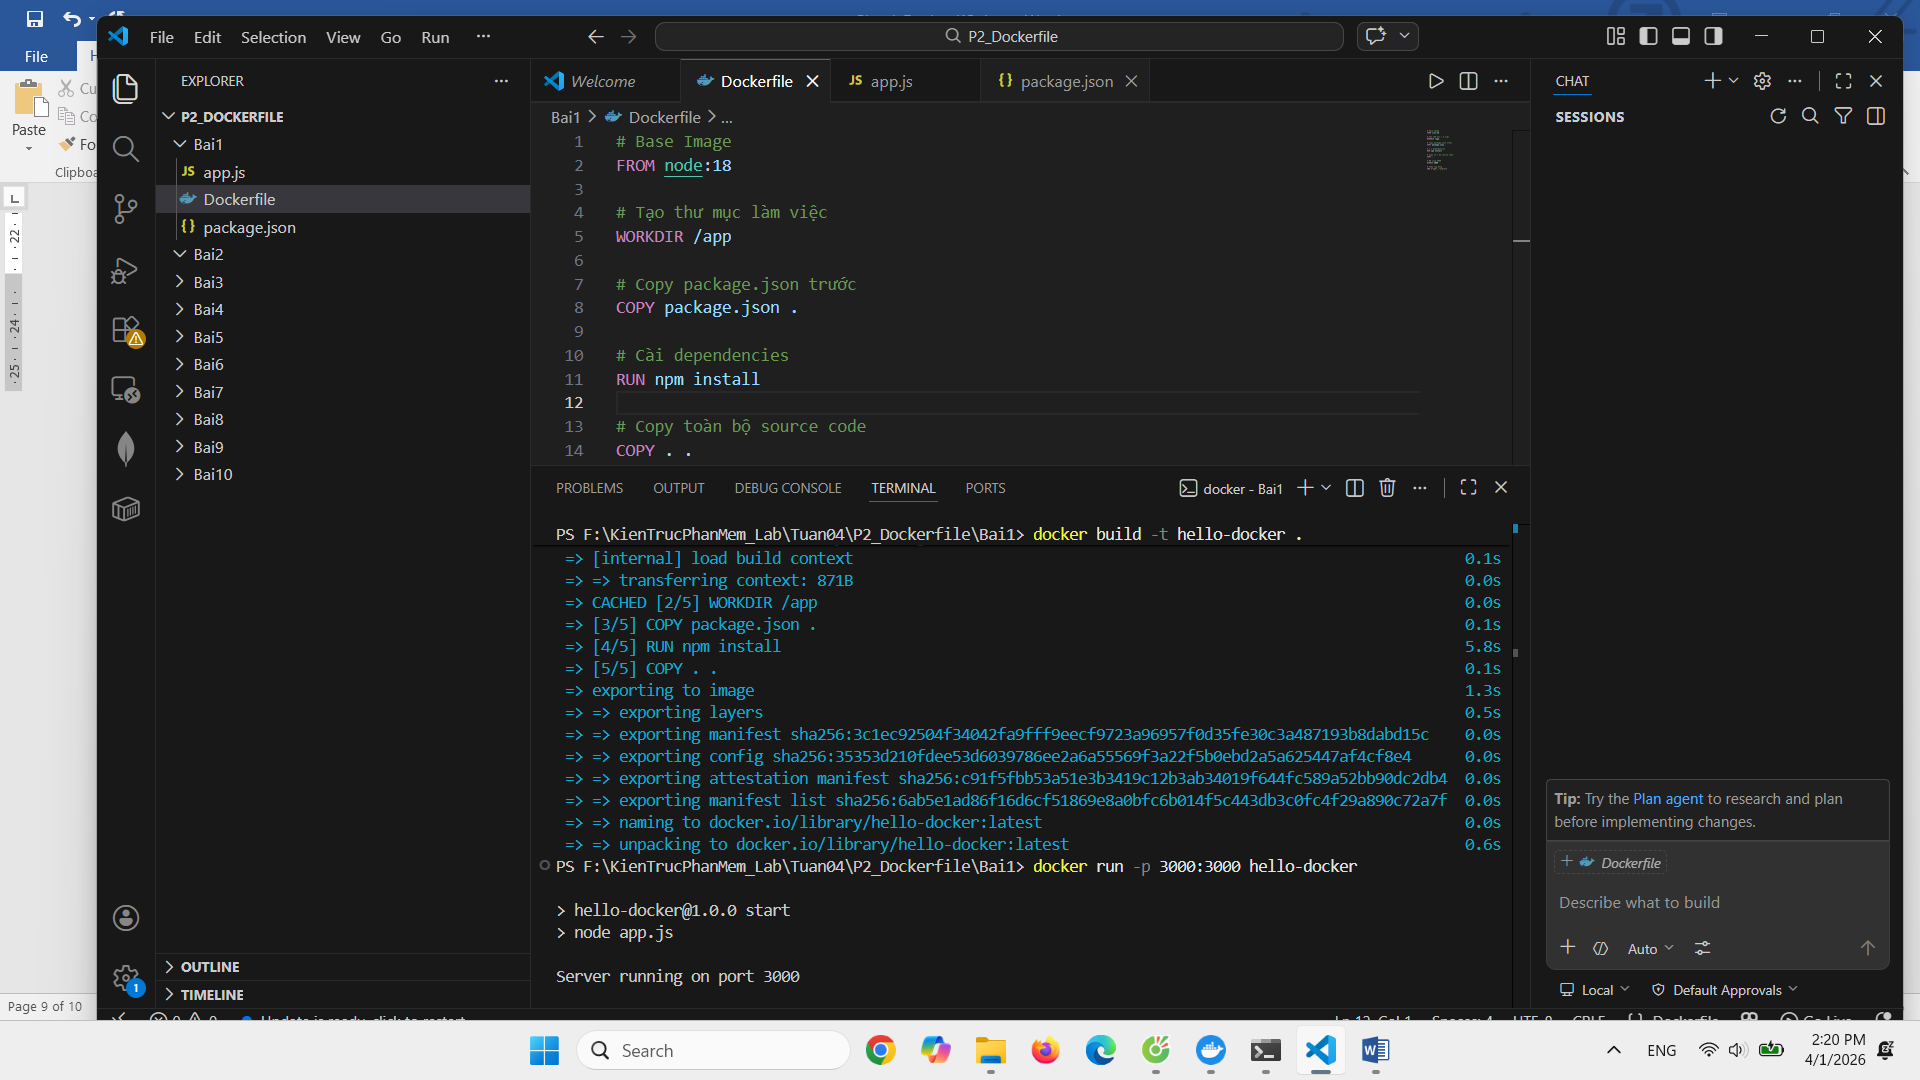 File
Paste
Clipboa
Page 9 of 10
File Edit Selection View Go Run ...
P2_Dockerfile
EXPLORER
P2_DOCKERFILE
Bai1
app.js
Dockerfile
package.json
Bai2
Bai3
Bai4
Bai5
Bai6
Bai7
Bai8
Bai9
Bai10
OUTLINE
TIMELINE
Welcome Dockerfile app.js package.json
Bai1 > Dockerfile > ...
1 # Base Image
2 FROM node:18
3
4 # Tạo thư mục làm việc
5 WORKDIR /app
6
7 # Copy package.json trước
8 COPY package.json .
9
10 # Cài dependencies
11 RUN npm install
12
13 # Copy toàn bộ source code
14 COPY . .
PROBLEMS OUTPUT DEBUG CONSOLE TERMINAL PORTS docker - Bai1
PS F:\KienTrucPhanMem_Lab\Tuan04\P2_Dockerfile\Bai1> docker build -t hello-docker .
=> [internal] load build context 0.1s
=> => transferring context: 871B 0.0s
=> CACHED [2/5] WORKDIR /app 0.0s
=> [3/5] COPY package.json . 0.1s
=> [4/5] RUN npm install 5.8s
=> [5/5] COPY . . 0.1s
=> exporting to image 1.3s
=> => exporting layers 0.5s
=> => exporting manifest sha256:3c1ec92504f34042fa9fff9eecf9723a96957f0d35fe30c3a487193b8dabd15c 0.0s
=> => exporting config sha256:35353d210fdee53d6039786ee2a6a55569f3a22f5b0ebd2a5a625447af4cf8e4 0.0s
=> => exporting attestation manifest sha256:c91f5fbb53a51e3b3419c12b3ab34019f644fc589a52bb90dc2db4 0.0s
=> => exporting manifest list sha256:6ab5e1ad86f16d6cf51869e8a0bfc6b014f5c443db3c0fc4f29a890c72a7f 0.0s
=> => naming to docker.io/library/hello-docker:latest 0.0s
=> => unpacking to docker.io/library/hello-docker:latest 0.6s
PS F:\KienTrucPhanMem_Lab\Tuan04\P2_Dockerfile\Bai1> docker run -p 3000:3000 hello-docker
> hello-docker@1.0.0 start
> node app.js
Server running on port 3000
CHAT
SESSIONS
Tip: Try the Plan agent to research and plan
before implementing changes.
Dockerfile
Describe what to build
Auto
Local Default Approvals
Search
ENG
2:20 PM
4/1/2026